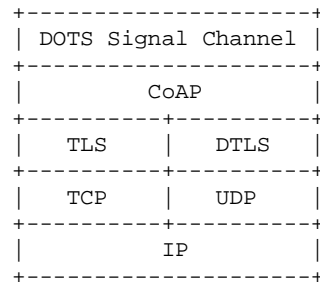 +---------------------+
| DOTS Signal Channel |
+---------------------+
|         CoAP        |
+----------+----------+
|   TLS    |   DTLS   |
+----------+----------+
|   TCP    |   UDP    |
+----------+----------+
|          IP         |
+---------------------+